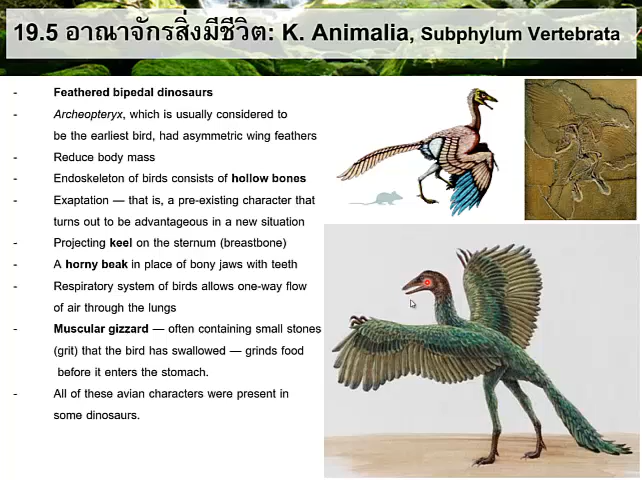 19.5 อาณาจักรสิ่งมีชีวิต: K. Animalia, Subphylum Vertebrata
- Feathered bipedal dinosaurs
- Archeopteryx, which is usually considered to
be the earliest bird, had asymmetric wing feathers
- Reduce body mass
- Endoskeleton of birds consists of hollow bones
- Exaptation — that is, a pre-existing character that
turns out to be advantageous in a new situation
- Projecting keel on the sternum (breastbone)
- A horny beak in place of bony jaws with teeth
- Respiratory system of birds allows one-way flow
of air through the lungs
- Muscular gizzard — often containing small stones
(grit) that the bird has swallowed — grinds food
before it enters the stomach.
- All of these avian characters were present in
some dinosaurs.